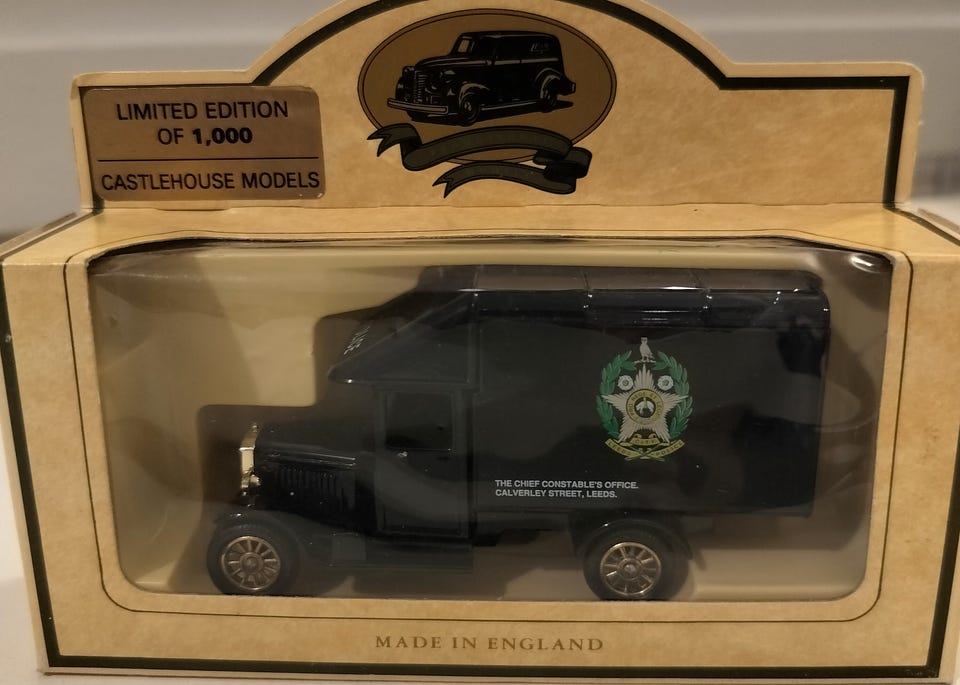 LIMITED EDITION
OF 1,000
CASTLEHOUSE MODELS
THE CHIEF CONSTABLE'S OFFICE.
CALVERLEY STREET, LEEDS.
MADE IN ENGLAND